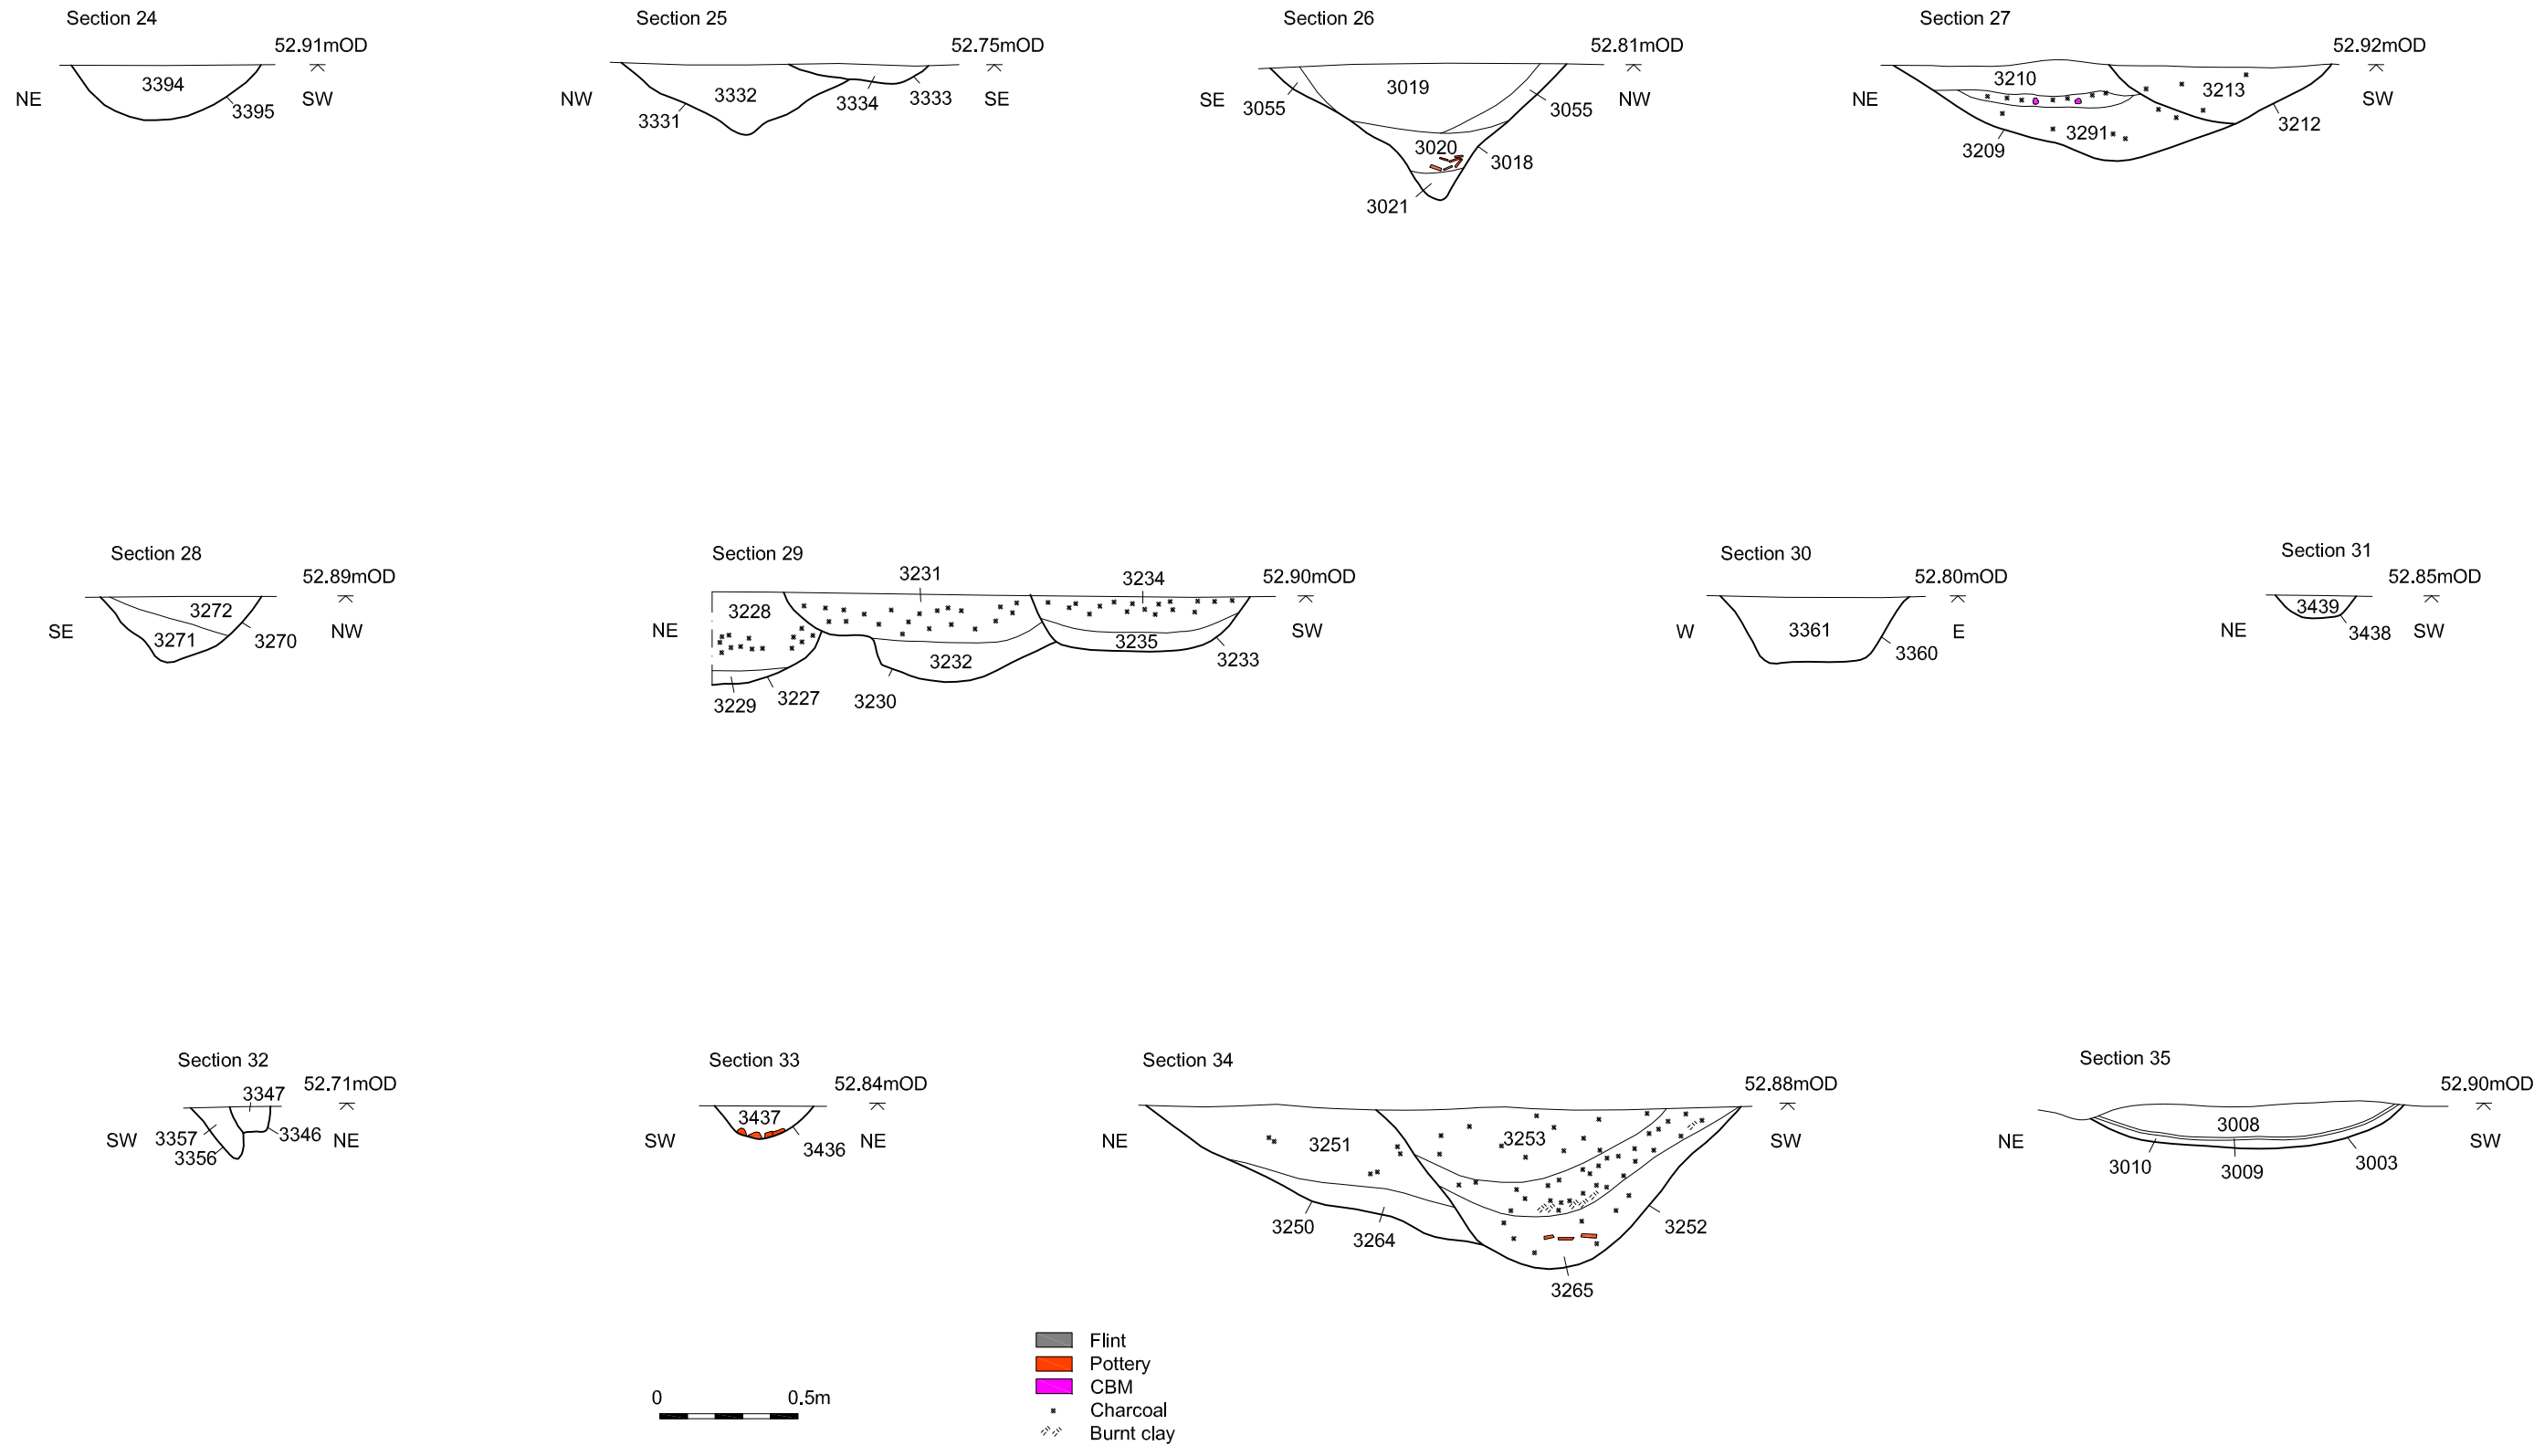 Section 24
52.91mOD
NE
3394
3395
SW
Section 25
52.75mOD
NW
3331
3332
3334
3333
SE
Section 26
52.81mOD
SE
3055
3019
3055
NW
3020
3018
3021
Section 27
52.92mOD
NE
3210
3213
SW
3291
3212
3209
Section 28
52.89mOD
SE
3272
3271
3270
NW
Section 29
3231
3234
52.90mOD
NE
3228
SW
3235
3232
3233
3229
3227
3230
Section 30
52.80mOD
W
3361
E
3360
Section 31
52.85mOD
NE
3439
3438
SW
Section 32
3347
52.71mOD
SW
3357
3346
NE
3356
Section 33
52.84mOD
SW
3437
3436
NE
Section 34
52.88mOD
NE
3251
3253
SW
3250
3264
3252
3265
Section 35
52.90mOD
NE
3008
SW
3010
3009
3003
0 0.5m
Flint
Pottery
CBM
Charcoal
Burnt clay